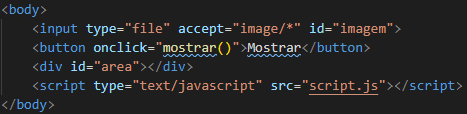 <body>
<input type="file" accept="image/*" id="imagem">
<button onclick="mostrar()">Mostrar</button>
<div id="area"></div>
<script type="text/javascript" src="script.js"></script>
</body>